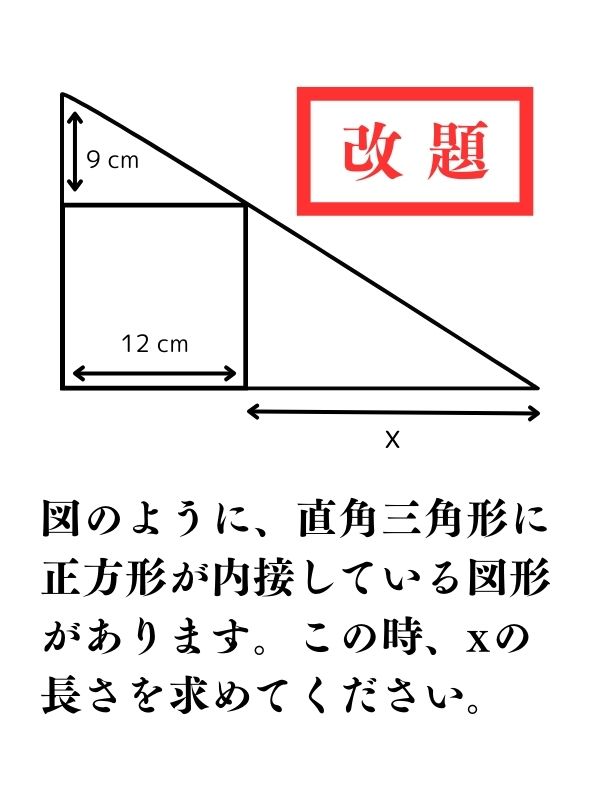 改題
9 cm
12 cm
x
図のように、直角三角形に
正方形が内接している図形
があります。この時、xの
長さを求めてください。